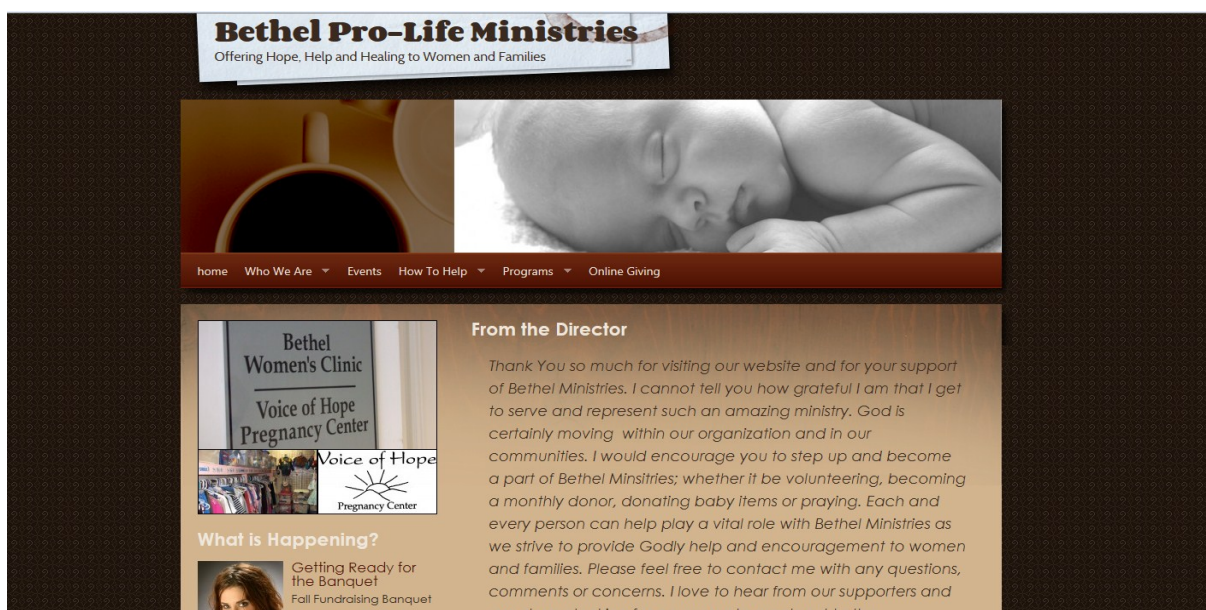 Bethel Pro-Life Ministries
Offering Hope, Help and Healing to Women and Families
home Who We Are Events How To Help Programs Online Giving
Bethel
Women's Clinic
Voice of Hope
Pregnancy Center
Voice of Hope
Pregnancy Center
What is Happening?
Getting Ready for
the Banquet
Fall Fundraising Banquet
From the Director
Thank You so much for visiting our website and for your support
of Bethel Ministries. I cannot tell you how grateful I am that I get
to serve and represent such an amazing ministry. God is
certainly moving within our organization and in our
communities. I would encourage you to step up and become
a part of Bethel Minsitries; whether it be volunteering, becoming
a monthly donor, donating baby items or praying. Each and
every person can help play a vital role with Bethel Ministries as
we strive to provide Godly help and encouragement to women
and families. Please feel free to contact me with any questions,
comments or concerns. I love to hear from our supporters and